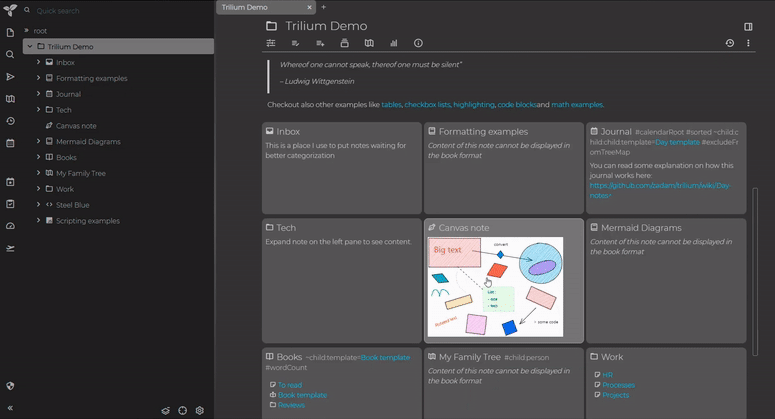 Quick search
Trilium Demo
root
Trilium Demo
Inbox
Formatting examples
Journal
Tech
Canvas note
Mermaid Diagrams
Books
My Family Tree
Work
Steel Blue
Scripting examples
Trilium Demo
Whereof one cannot speak, thereof one must be silent"
– Ludwig Wittgenstein
Checkout also other examples like tables, checkbox lists, highlighting, code blocksand math examples.
Inbox
This is a place I use to put notes waiting for
better categorization
Formatting examples
Content of this note cannot be displayed in
the book format
Journal #calendarRoot #sorted ~child:c
hild:child:template=Day template #excludeFr
omTreeMap
You can read some explanation on how this
journal works here:
https://github.com/zadam/trilium/wiki/Day-
notes
Tech
Expand note on the left pane to see content.
Canvas note
Big text
convert
List:
- one
- two
Rotated text
- some code
Mermaid Diagrams
Content of this note cannot be displayed in
the book format
Books ~child:template=Book template
#wordCount
To read
Book template
Reviews
My Family Tree #child:person
Content of this note cannot be displayed in
the book format
Work
HR
Processes
Projects